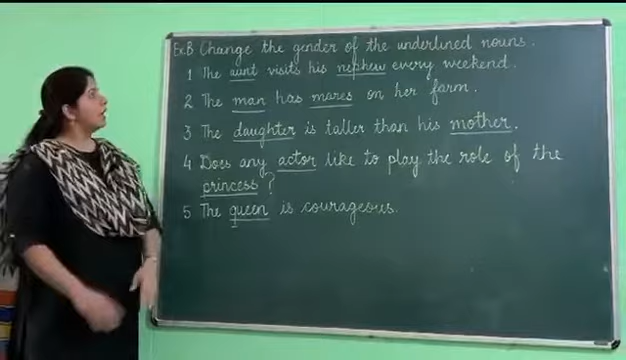 Ex.B Change the gender of the underlined nouns.
1 The aunt visits his nephew every weekend.
2 The man has mares on her farm.
3 The daughter is taller than his mother.
4 Does any actor like to play the role of the
princess?
5 The queen is courageous.